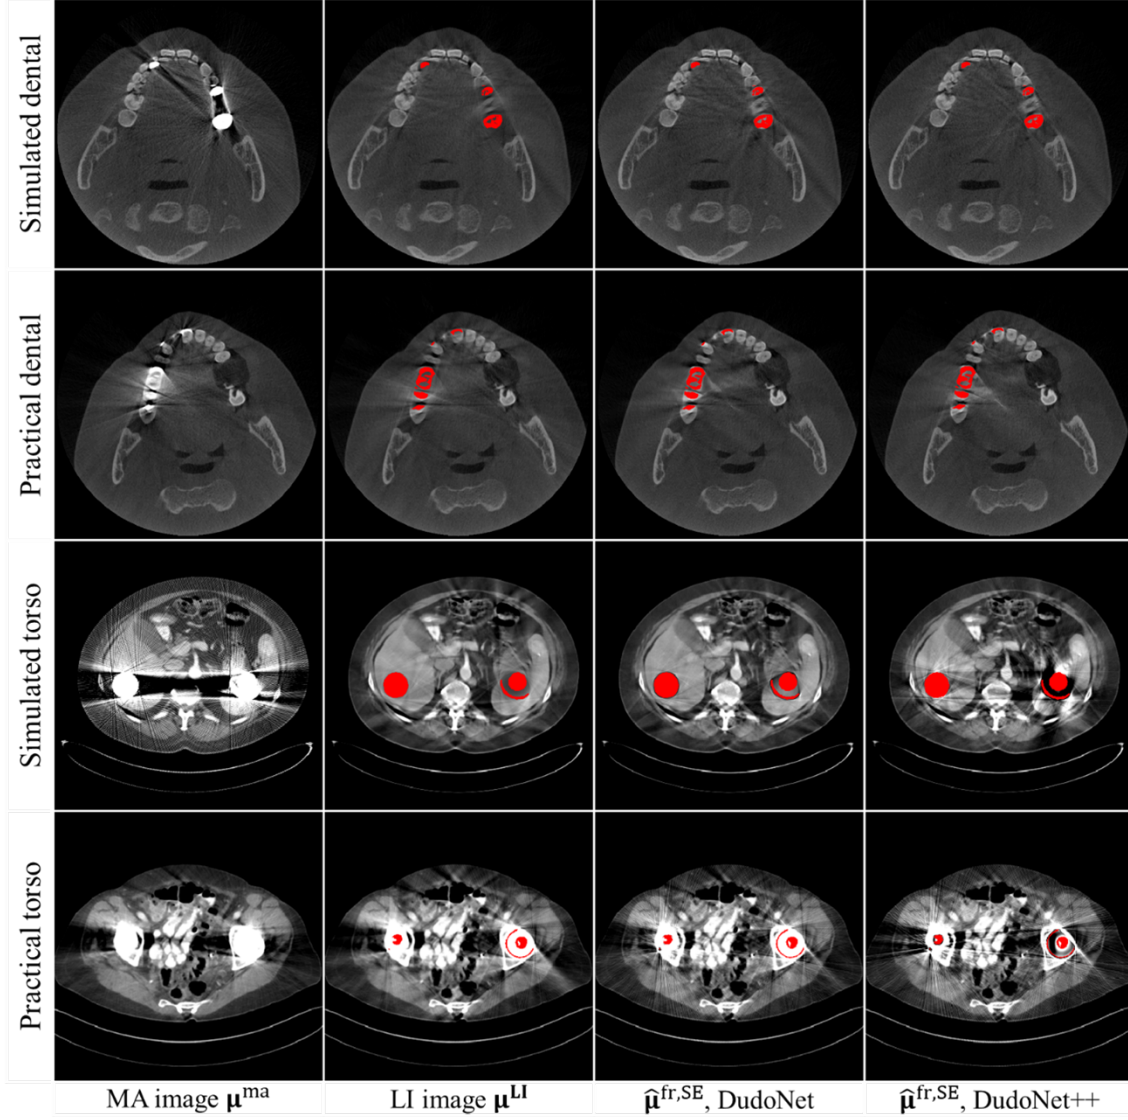 Simulated dental
Practical dental
Simulated torso
Practical torso
MA image μ^ma
LI image μ^LI
μ̂^fr,SE, DudoNet
μ̂^fr,SE, DudoNet++